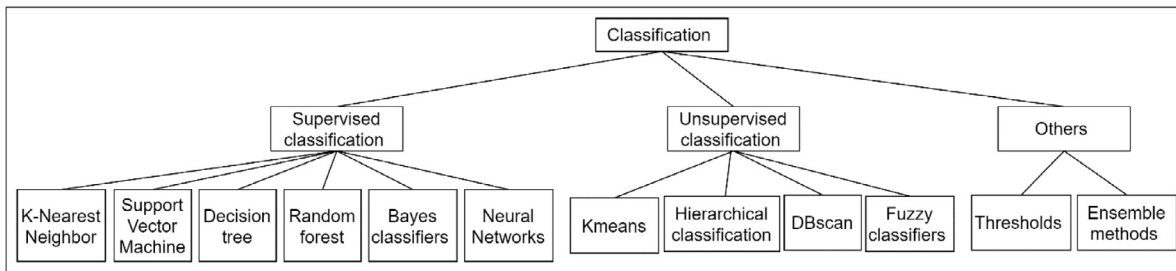 Classification
Supervised
classification
Unsupervised
classification
Others
K-Nearest
Neighbor
Support
Vector
Machine
Decision
tree
Random
forest
Bayes
classifiers
Neural
Networks
Kmeans
Hierarchical
classification
DBscan
Fuzzy
classifiers
Thresholds
Ensemble
methods